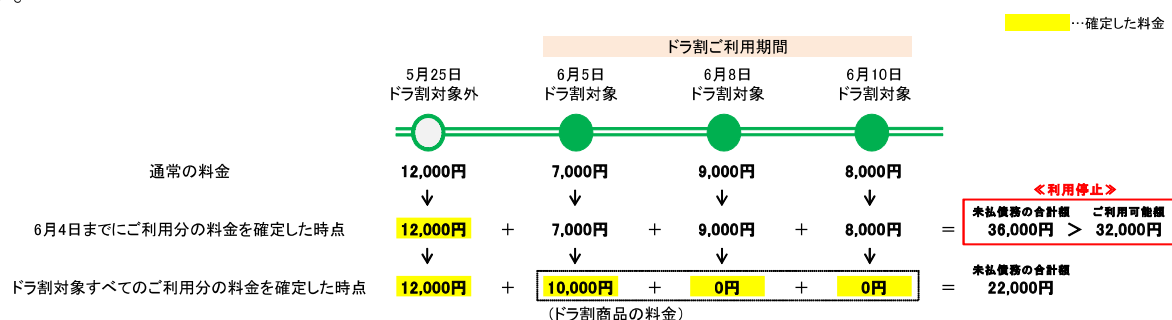 。
…確定した料金
ドラ割ご利用期間
5月25日 6月5日 6月8日 6月10日
ドラ割対象外 ドラ割対象 ドラ割対象 ドラ割対象
通常の料金 12,000円 7,000円 9,000円 8,000円
↓ ↓ ↓ ↓
≪利用停止≫
未払債務の合計額 ご利用可能額
6月4日までにご利用分の料金を確定した時点 12,000円 + 7,000円 + 9,000円 + 8,000円 = 36,000円 > 32,000円
↓ ↓ ↓ ↓
未払債務の合計額
ドラ割対象すべてのご利用分の料金を確定した時点 12,000円 + 10,000円 + 0円 + 0円 = 22,000円
(ドラ割商品の料金)